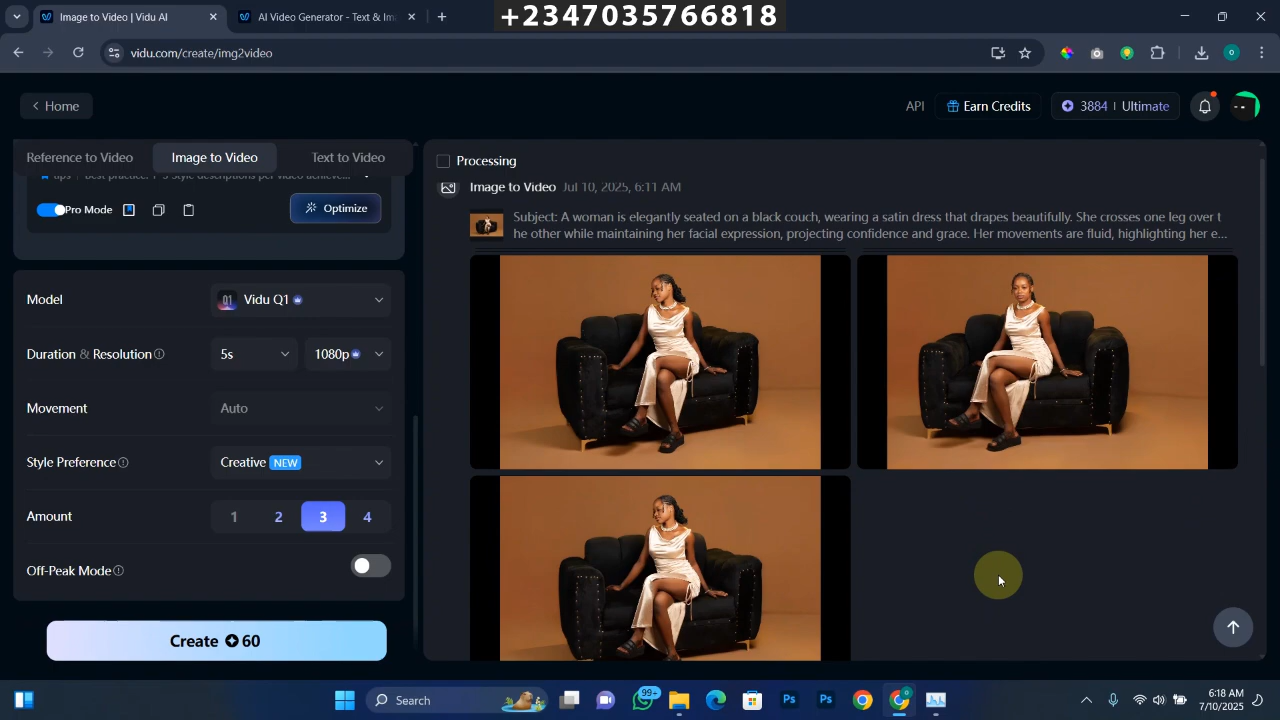 Image to Video | Vidu AI
AI Video Generator - Text & Im
+2347035766818
vidu.com/create/img2video
Home
API
Earn Credits
3884 | Ultimate
Reference to Video
Image to Video
Text to Video
Pro Mode
Optimize
Model
Q1 Vidu Q1
Duration & Resolution
5s
1080p
Movement
Auto
Style Preference
Creative NEW
Amount
1 2 3 4
Off-Peak Mode
Create 60
Processing
Image to Video Jul 10, 2025, 6:11 AM
Subject: A woman is elegantly seated on a black couch, wearing a satin dress that drapes beautifully. She crosses one leg over t
he other while maintaining her facial expression, projecting confidence and grace. Her movements are fluid, highlighting her e...
Search
99+
Ps
Ps
6:18 AM
7/10/2025